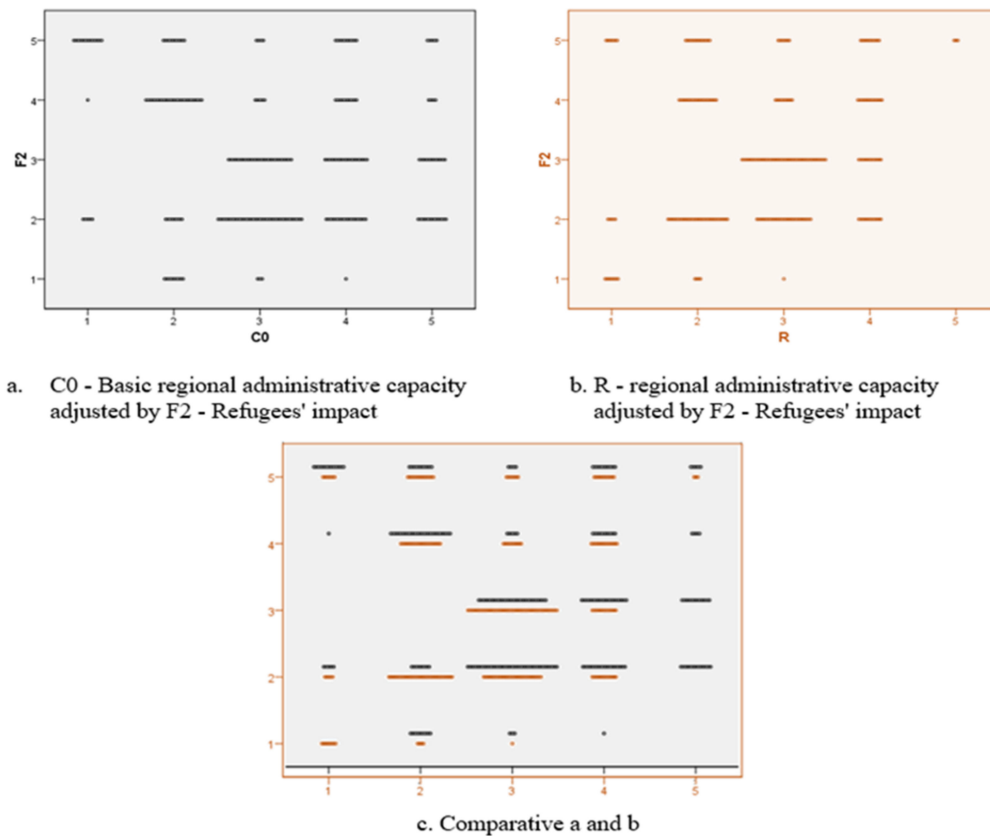 5
4
F2
3
2
1
1 2 3 4 5
C0
5
4
F2
3
2
1
1 2 3 4 5
R
a. C0 - Basic regional administrative capacity
adjusted by F2 - Refugees' impact
b. R - regional administrative capacity
adjusted by F2 - Refugees' impact
5
4
3
2
1
1 2 3 4 5
c. Comparative a and b